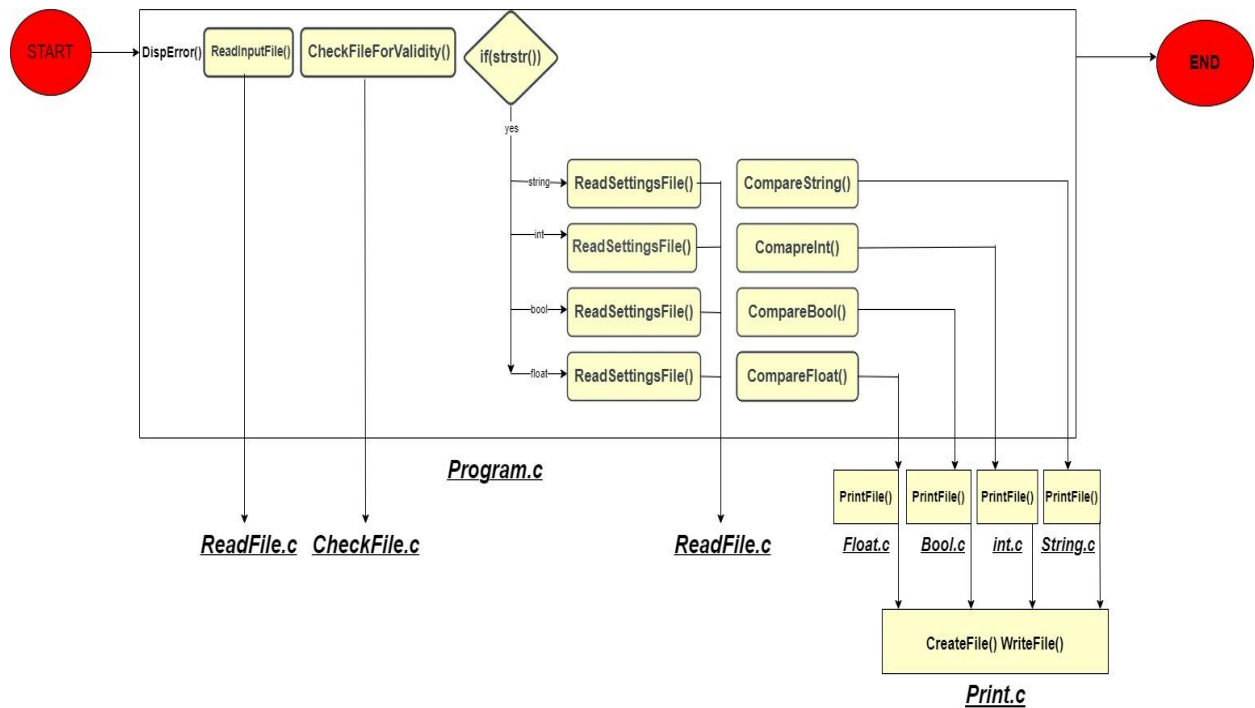 START
DispError()
ReadInputFile()
CheckFileForValidity()
if(strstr())
END
yes
string
ReadSettingsFile()
CompareString()
int
ReadSettingsFile()
ComapreInt()
bool
ReadSettingsFile()
CompareBool()
float
ReadSettingsFile()
CompareFloat()
Program.c
PrintFile()
PrintFile()
PrintFile()
PrintFile()
ReadFile.c
CheckFile.c
ReadFile.c
Float.c
Bool.c
int.c
String.c
CreateFile() WriteFile()
Print.c